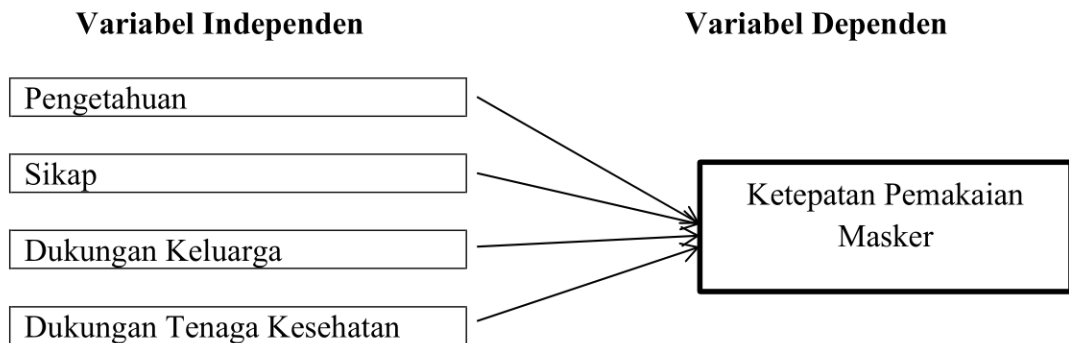 Variabel Independen
Variabel Dependen
Pengetahuan
Sikap
Dukungan Keluarga
Dukungan Tenaga Kesehatan
Ketepatan Pemakaian
Masker